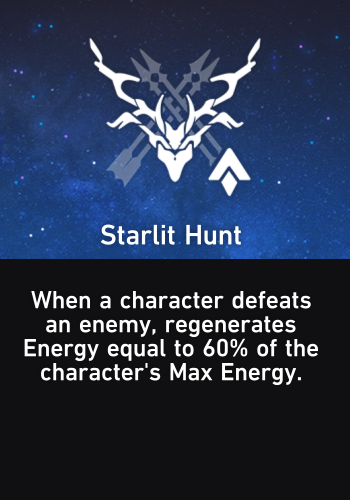 Starlit Hunt
When a character defeats
an enemy, regenerates
Energy equal to 60% of the
character's Max Energy.